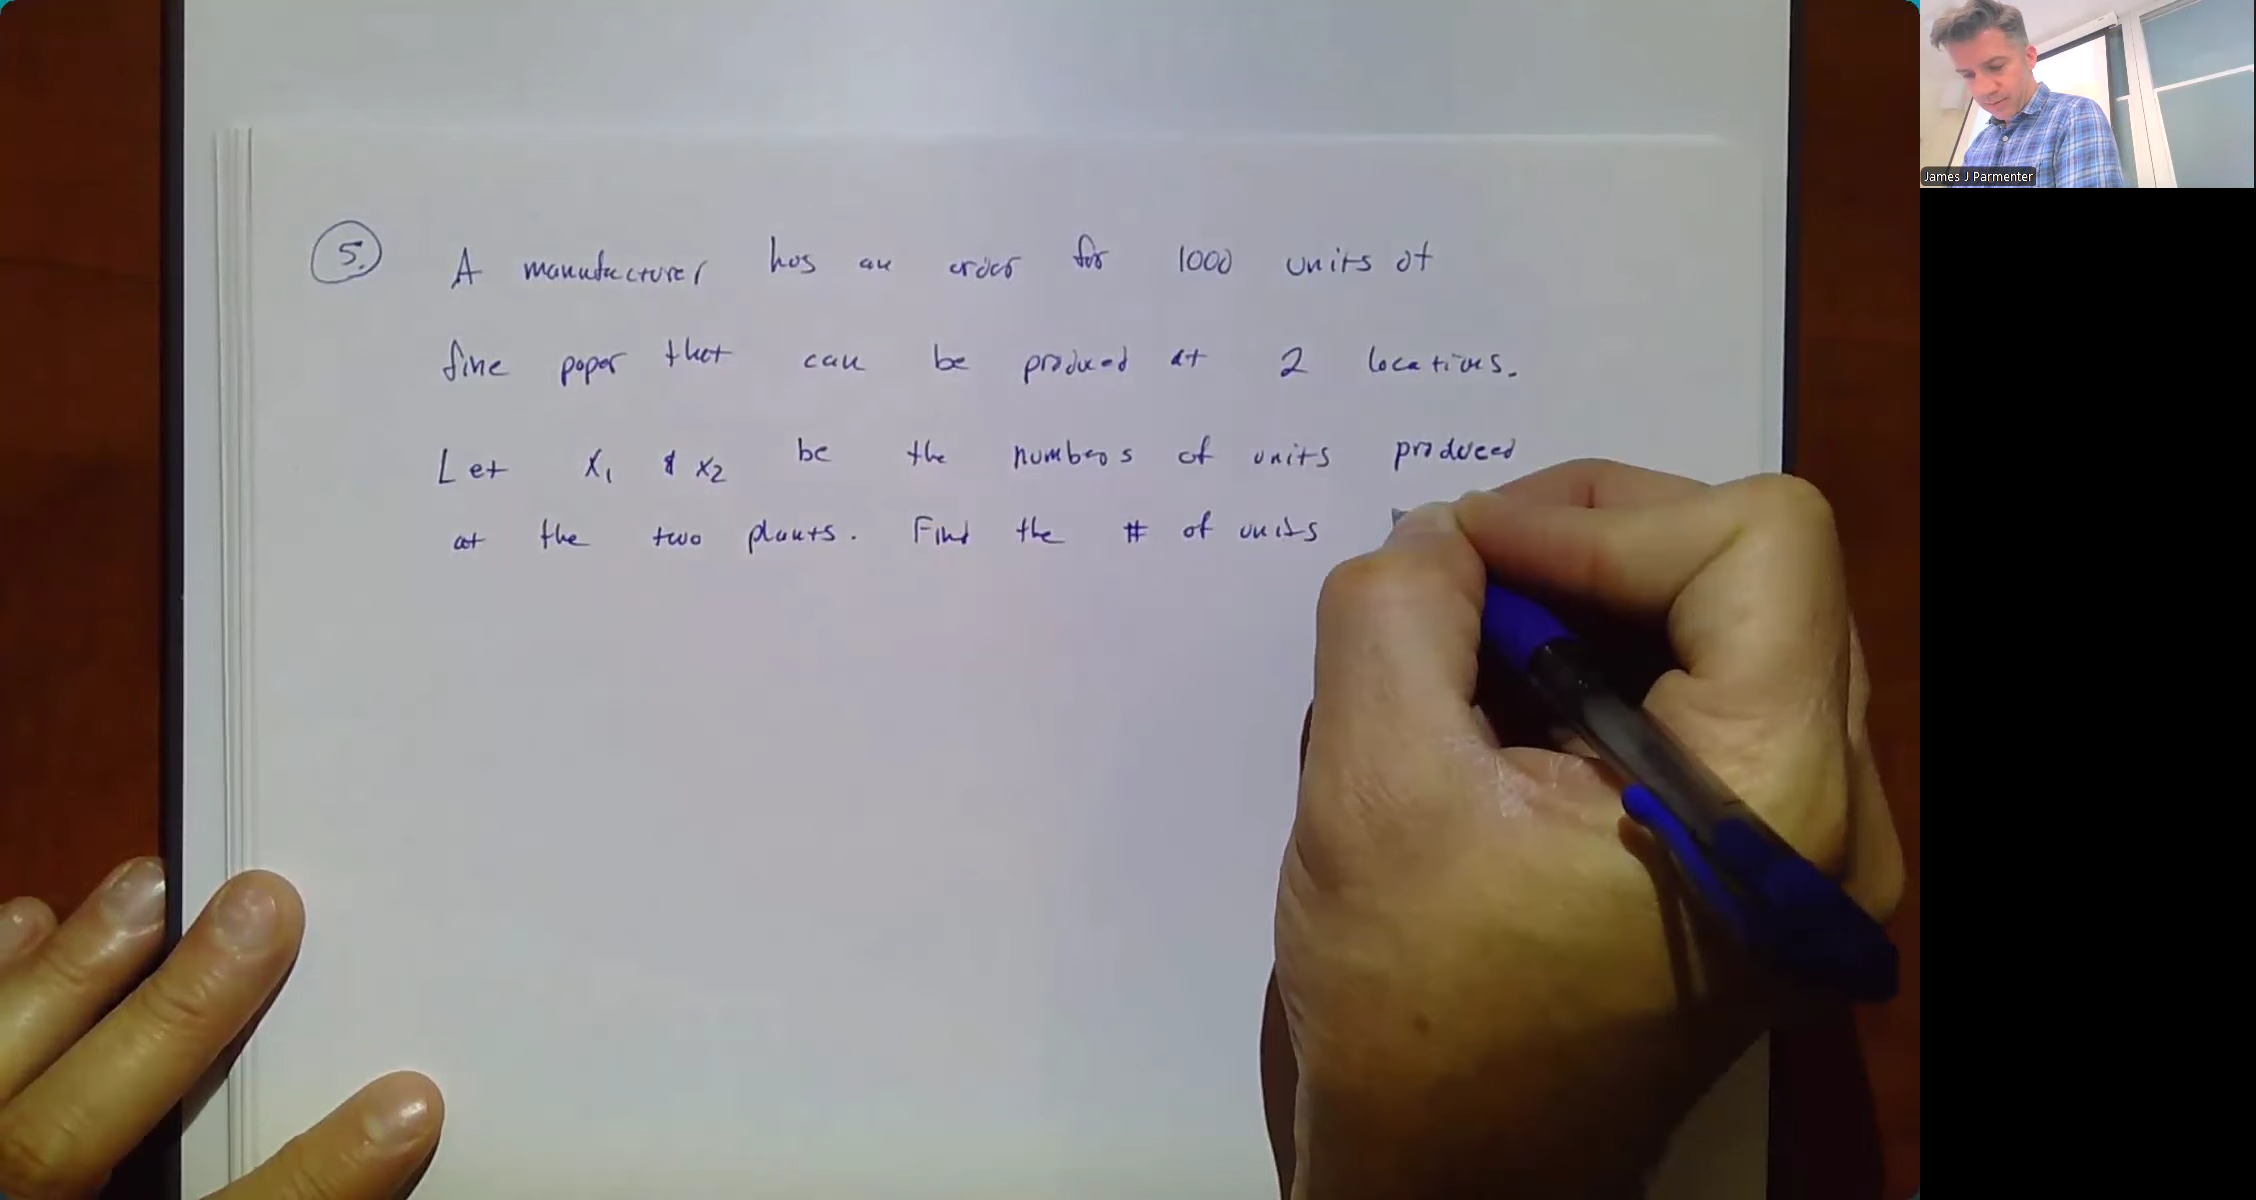 5. A manufacturer has an order for 1000 units of
fine paper that can be produced at 2 locations.
Let x₁ & x₂ be the numbers of units produced
at the two plants. Find the # of units
James J Parmenter